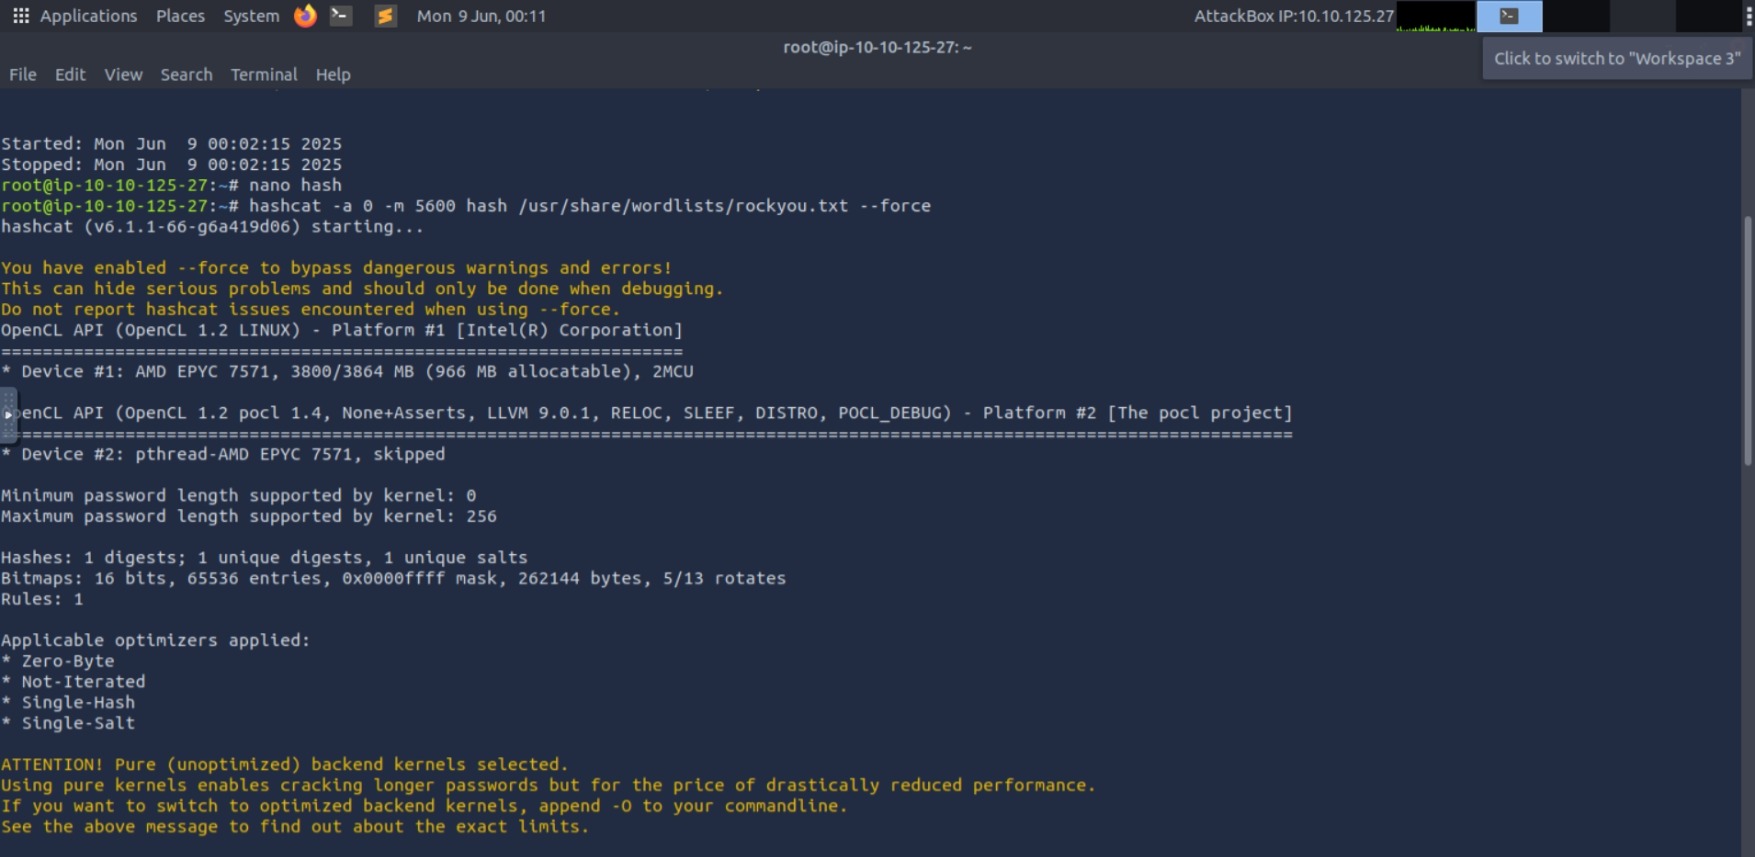 Applications Places System Mon 9 Jun, 00:11 AttackBox IP:10.10.125.27
root@ip-10-10-125-27: ~
Click to switch to "Workspace 3"
File Edit View Search Terminal Help
Started: Mon Jun  9 00:02:15 2025
Stopped: Mon Jun  9 00:02:15 2025
root@ip-10-10-125-27:~# nano hash
root@ip-10-10-125-27:~# hashcat -a 0 -m 5600 hash /usr/share/wordlists/rockyou.txt --force
hashcat (v6.1.1-66-g6a419d06) starting...
You have enabled --force to bypass dangerous warnings and errors!
This can hide serious problems and should only be done when debugging.
Do not report hashcat issues encountered when using --force.
OpenCL API (OpenCL 1.2 LINUX) - Platform #1 [Intel(R) Corporation]
==================================================================
* Device #1: AMD EPYC 7571, 3800/3864 MB (966 MB allocatable), 2MCU
penCL API (OpenCL 1.2 pocl 1.4, None+Asserts, LLVM 9.0.1, RELOC, SLEEF, DISTRO, POCL_DEBUG) - Platform #2 [The pocl project]
=============================================================================================================================
* Device #2: pthread-AMD EPYC 7571, skipped
Minimum password length supported by kernel: 0
Maximum password length supported by kernel: 256
Hashes: 1 digests; 1 unique digests, 1 unique salts
Bitmaps: 16 bits, 65536 entries, 0x0000ffff mask, 262144 bytes, 5/13 rotates
Rules: 1
Applicable optimizers applied:
* Zero-Byte
* Not-Iterated
* Single-Hash
* Single-Salt
ATTENTION! Pure (unoptimized) backend kernels selected.
Using pure kernels enables cracking longer passwords but for the price of drastically reduced performance.
If you want to switch to optimized backend kernels, append -O to your commandline.
See the above message to find out about the exact limits.